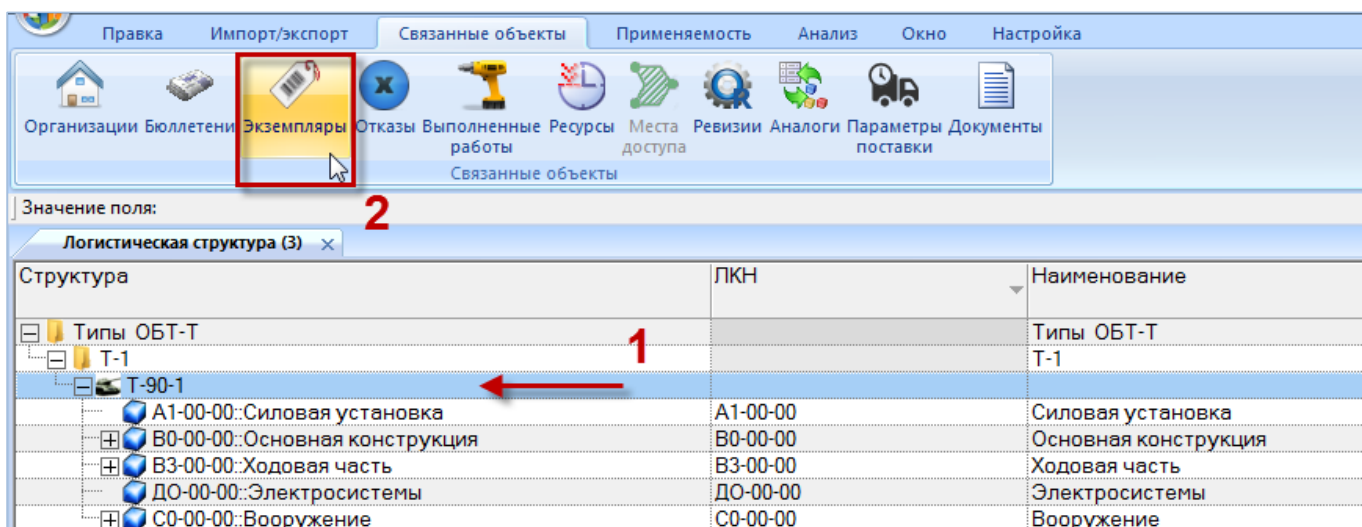 Правка Импорт/экспорт Связанные объекты Применяемость Анализ Окно Настройка
Организации Бюллетени Экземпляры Отказы Выполненные работы Ресурсы Места доступа Ревизии Аналоги Параметры поставки Документы
Связанные объекты
2
Значение поля:
Логистическая структура (3) ×
Структура ЛКН Наименование
Типы ОБТ-Т Типы ОБТ-Т
1
Т-1 Т-1
Т-90-1
А1-00-00::Силовая установка А1-00-00 Силовая установка
В0-00-00::Основная конструкция В0-00-00 Основная конструкция
В3-00-00::Ходовая часть В3-00-00 Ходовая часть
ДО-00-00::Электросистемы ДО-00-00 Электросистемы
С0-00-00::Вооружение С0-00-00 Вооружение